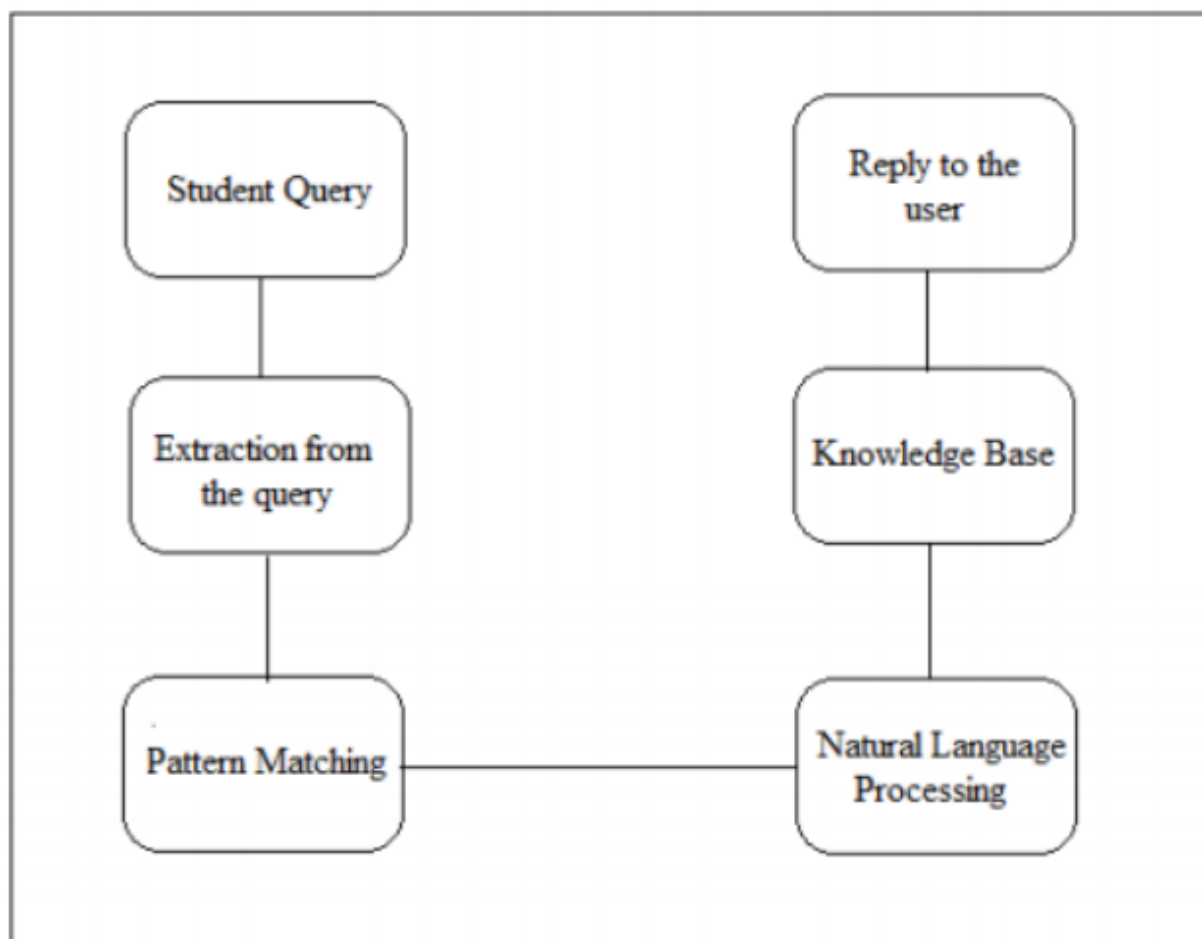 Student Query
Extraction from
the query
Pattern Matching
Natural Language
Processing
Knowledge Base
Reply to the
user